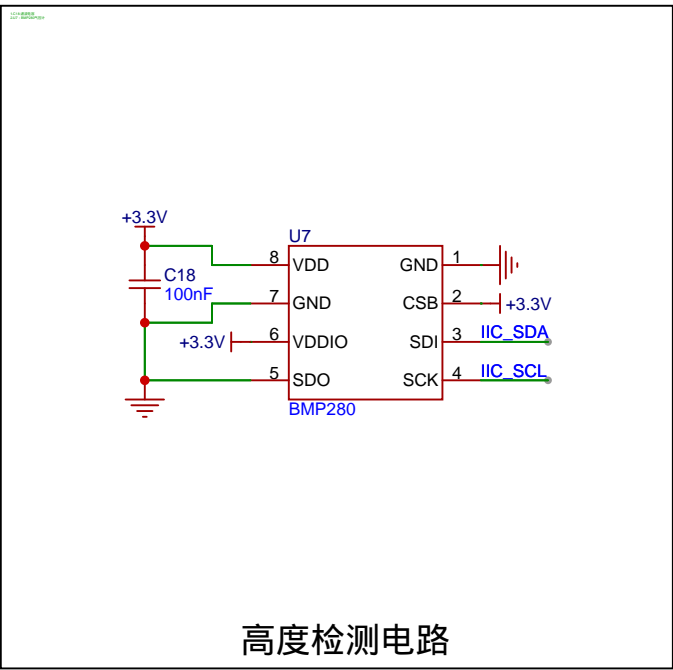 +3.3V
U7
8 VDD GND 1
C18
100nF
7 GND CSB 2 +3.3V
+3.3V 6 VDDIO SDI 3 IIC_SDA
5 SDO SCK 4 IIC_SCL
BMP280
高度检测电路